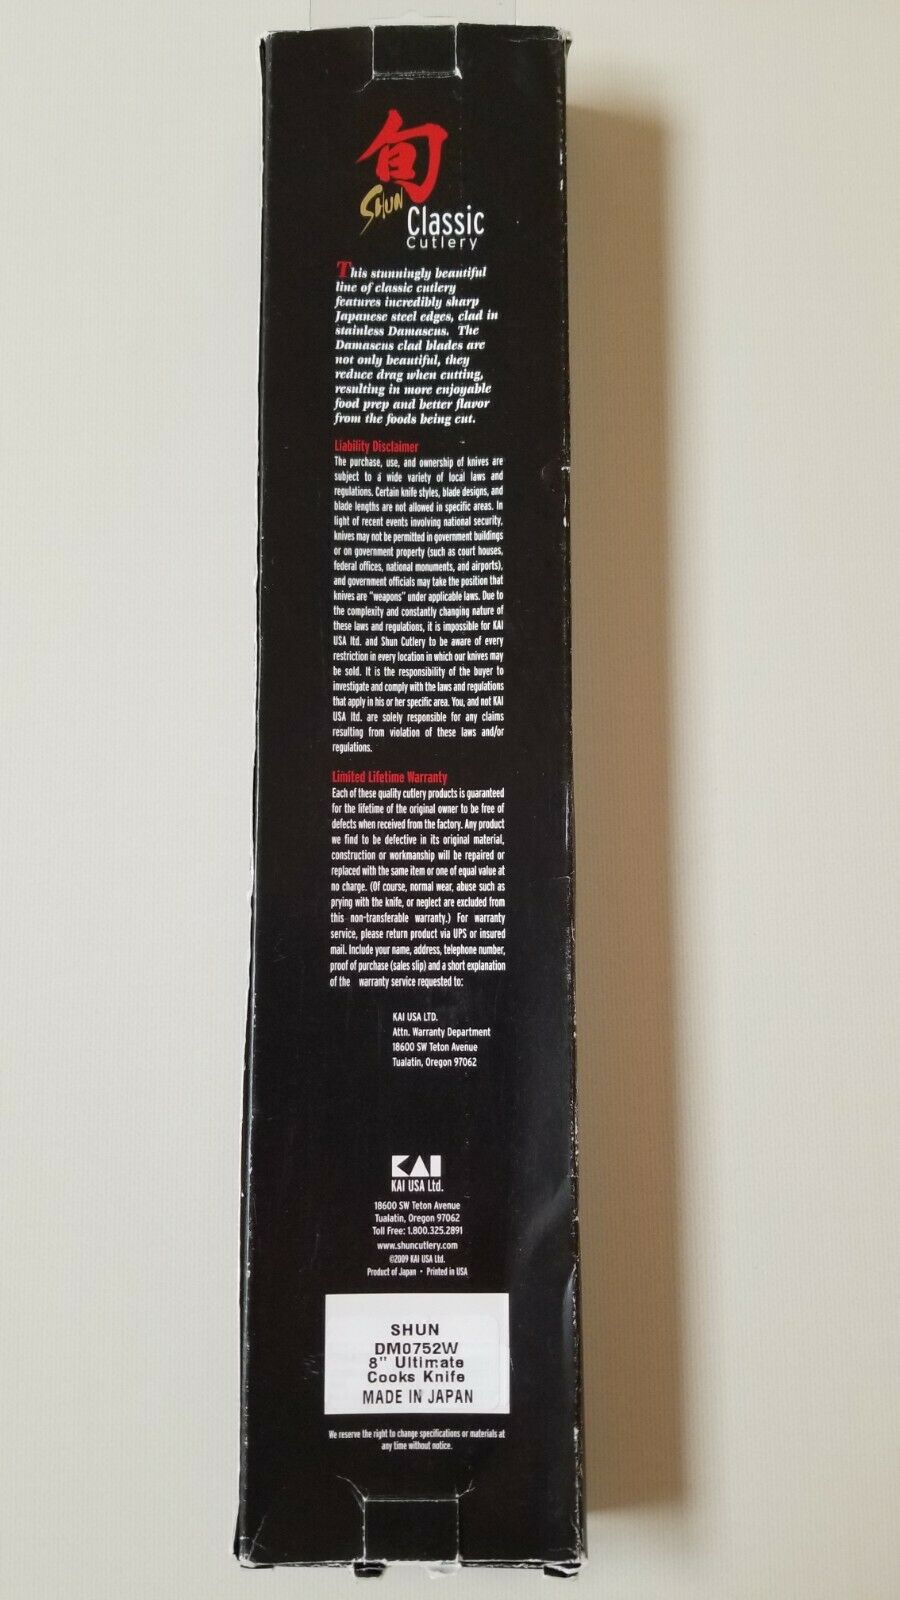 旬
SHUN
Classic
Cutlery
This stunningly beautiful
line of classic cutlery
features incredibly sharp
Japanese steel edges, clad in
stainless Damascus. The
Damascus clad blades are
not only beautiful, they
reduce drag when cutting,
resulting in more enjoyable
food prep and better flavor
from the foods being cut.
Liability Disclaimer
The purchase, use, and ownership of knives are
subject to a wide variety of local laws and
regulations. Certain knife styles, blade designs, and
blade lengths are not allowed in specific areas. In
light of recent events involving national security,
knives may not be permitted in government buildings
or on government property (such as court houses,
federal offices, national monuments, and airports),
and government officials may take the position that
knives are "weapons" under applicable laws. Due to
the complexity and constantly changing nature of
these laws and regulations, it is impossible for KAI
USA ltd. and Shun Cutlery to be aware of every
restriction in every location in which our knives may
be sold. It is the responsibility of the buyer to
investigate and comply with the laws and regulations
that apply in his or her specific area. You, and not KAI
USA ltd. are solely responsible for any claims
resulting from violation of these laws and/or
regulations.
Limited Lifetime Warranty
Each of these quality cutlery products is guaranteed
for the lifetime of the original owner to be free of
defects when received from the factory. Any product
we find to be defective in its original material,
construction or workmanship will be repaired or
replaced with the same item or one of equal value at
no charge. (Of course, normal wear, abuse such as
prying with the knife, or neglect are excluded from
this non-transferable warranty.) For warranty
service, please return product via UPS or insured
mail. Include your name, address, telephone number,
proof of purchase (sales slip) and a short explanation
of the warranty service requested to:
KAI USA LTD.
Attn. Warranty Department
18600 SW Teton Avenue
Tualatin, Oregon 97062
KAI
KAI USA Ltd.
18600 SW Teton Avenue
Tualatin, Oregon 97062
Toll Free: 1.800.325.2891
www.shuncutlery.com
©2009 KAI USA Ltd.
Product of Japan • Printed in USA
SHUN
DM0752W
8" Ultimate
Cooks Knife
MADE IN JAPAN
We reserve the right to change specifications or materials at
any time without notice.